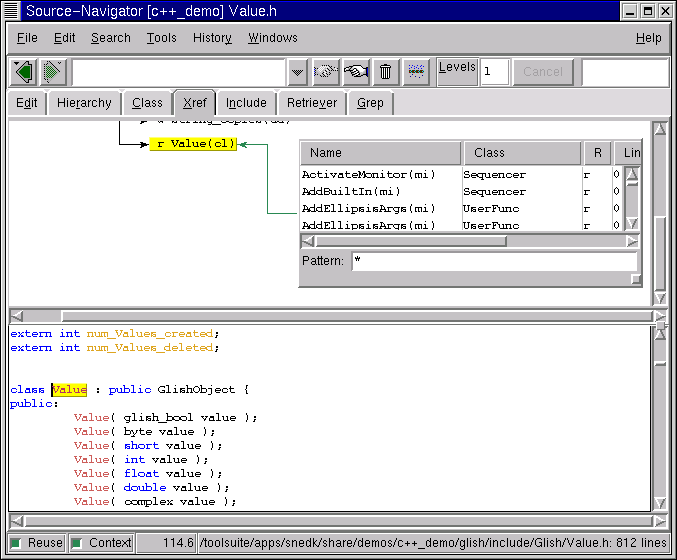 Source-Navigator [c++_demo] Value.h
File Edit Search Tools History Windows Help
Levels 1 Cancel
Edit Hierarchy Class Xref Include Retriever Grep
r Value(cl)
Name Class R Lin
ActivateMonitor(mi) Sequencer r 0
AddBuiltIn(mi) Sequencer r 0
AddEllipsisArgs(mi) UserFunc r 0
AddEllipsisArgs(mi) UserFunc r 0
Pattern: *
extern int num_Values_created;
extern int num_Values_deleted;
class Value : public GlishObject {
public:
Value( glish_bool value );
Value( byte value );
Value( short value );
Value( int value );
Value( float value );
Value( double value );
Value( complex value );
Reuse Context 114.6 /toolsuite/apps/snedk/share/demos/c++_demo/glish/include/Glish/Value.h: 812 lines